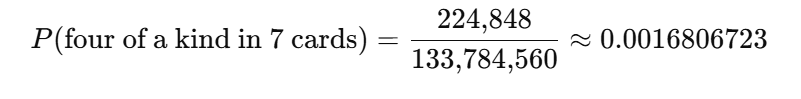 P(four of a kind in 7 cards) = 224,848 / 133,784,560 ≈ 0.0016806723